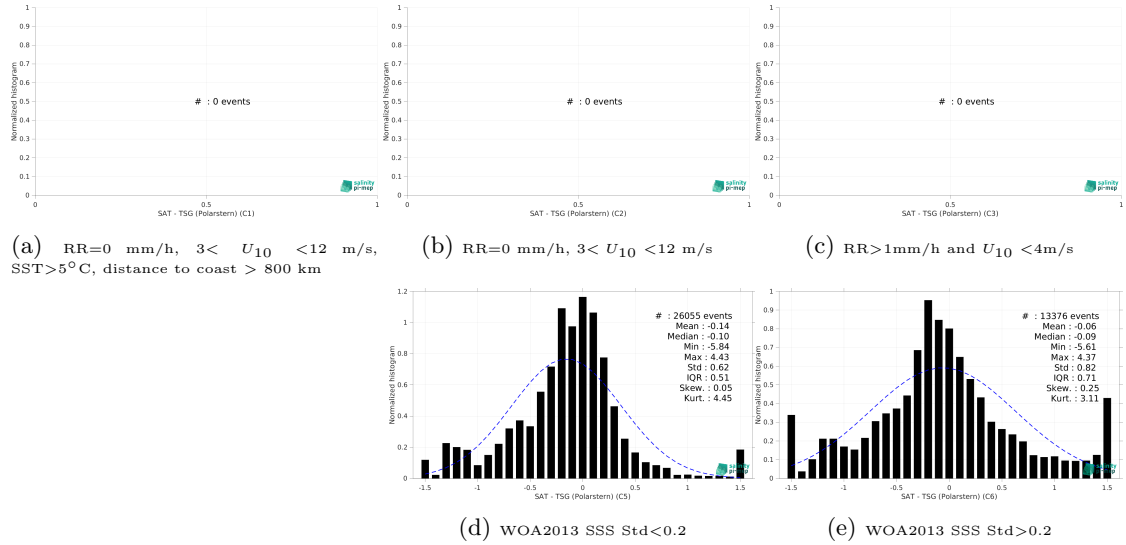 1
0.9
0.8
0.7
0.6
0.5
0.4
0.3
0.2
0.1
0
Normalized histogram
# : 0 events
salinity
pi-mep
0 0.5 1
SAT - TSG (Polarstern) (C1)
1
0.9
0.8
0.7
0.6
0.5
0.4
0.3
0.2
0.1
0
Normalized histogram
# : 0 events
salinity
pi-mep
0 0.5 1
SAT - TSG (Polarstern) (C2)
1
0.9
0.8
0.7
0.6
0.5
0.4
0.3
0.2
0.1
0
Normalized histogram
# : 0 events
salinity
pi-mep
0 0.5 1
SAT - TSG (Polarstern) (C3)
(a) RR=0 mm/h, 3< U10 <12 m/s,
SST>5°C, distance to coast > 800 km
(b) RR=0 mm/h, 3< U10 <12 m/s
(c) RR>1mm/h and U10 <4m/s
1.2
1
0.8
0.6
0.4
0.2
0
Normalized histogram
# : 26055 events
Mean : -0.14
Median : -0.10
Min : -5.84
Max : 4.43
Std : 0.62
IQR : 0.51
Skew. : 0.05
Kurt. : 4.45
salinity
pi-mep
-1.5 -1 -0.5 0 0.5 1 1.5
SAT - TSG (Polarstern) (C5)
1
0.9
0.8
0.7
0.6
0.5
0.4
0.3
0.2
0.1
0
Normalized histogram
# : 13376 events
Mean : -0.06
Median : -0.09
Min : -5.61
Max : 4.37
Std : 0.82
IQR : 0.71
Skew. : 0.25
Kurt. : 3.11
salinity
pi-mep
-1.5 -1 -0.5 0 0.5 1 1.5
SAT - TSG (Polarstern) (C6)
(d) WOA2013 SSS Std<0.2
(e) WOA2013 SSS Std>0.2